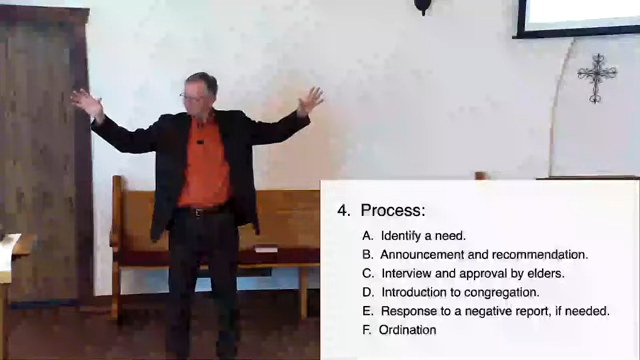 4. Process:
A. Identify a need.
B. Announcement and recommendation.
C. Interview and approval by elders.
D. Introduction to congregation.
E. Response to a negative report, if needed.
F. Ordination